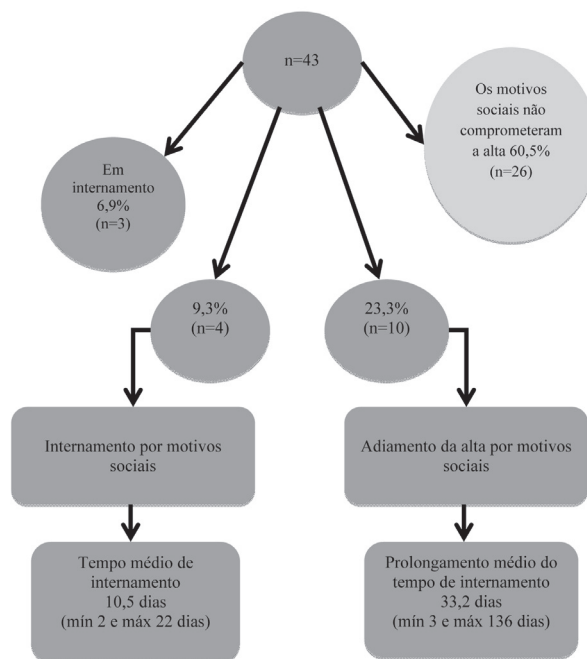 n=43
Os motivos
sociais não
comprometeram
a alta 60,5%
(n=26)
Em
internamento
6,9%
(n=3)
9,3%
(n=4)
23,3%
(n=10)
Internamento por motivos
sociais
Adiamento da alta por motivos
sociais
Tempo médio de
internamento
10,5 dias
(mín 2 e máx 22 dias)
Prolongamento médio do
tempo de internamento
33,2 dias
(mín 3 e máx 136 dias)